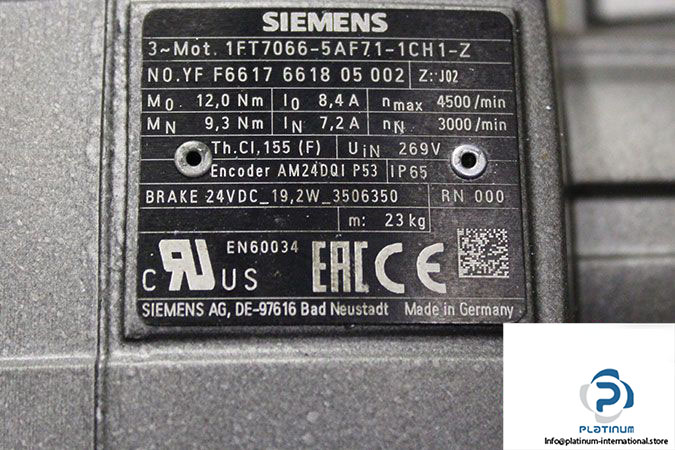 SIEMENS
3~Mot. 1FT7066-5AF71-1CH1-Z
NO.YF F6617 6618 05 002 Z: J02
M0 12,0 Nm I0 8,4 A nmax 4500/min
MN 9,3 Nm IN 7,2 A nN 3000/min
Th.Cl.155 (F) UiN 269V
Encoder AM24DQI P53 IP65
BRAKE 24VDC_19,2W_3506350 RN 000
m: 23 kg
EN60034
C RU US EAC CE
SIEMENS AG, DE-97616 Bad Neustadt Made in Germany
PLATINUM
Info@platinum-international.store